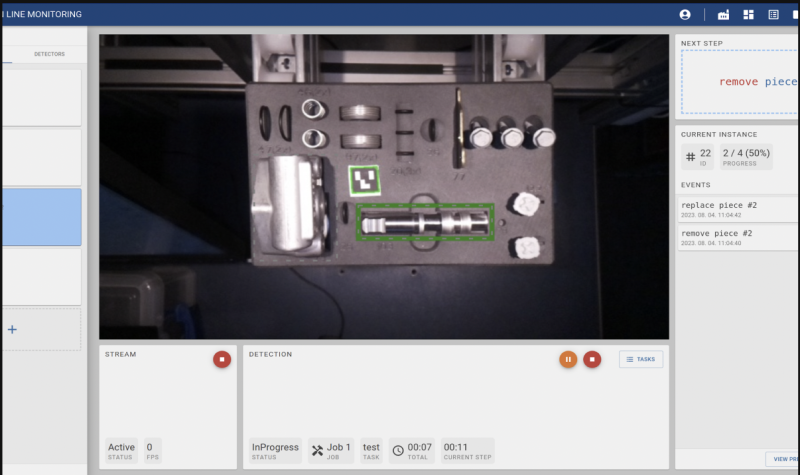 LINE MONITORING
DETECTORS
NEXT STEP
remove piece
CURRENT INSTANCE
# 22
ID
2 / 4 (50%)
PROGRESS
EVENTS
replace piece #2
2023. 08. 04. 11:04:42
remove piece #2
2023. 08. 04. 11:04:40
STREAM
Active
STATUS
0
FPS
DETECTION
TASKS
InProgress
STATUS
Job 1
JOB
test
TASK
00:07
TOTAL
00:11
CURRENT STEP